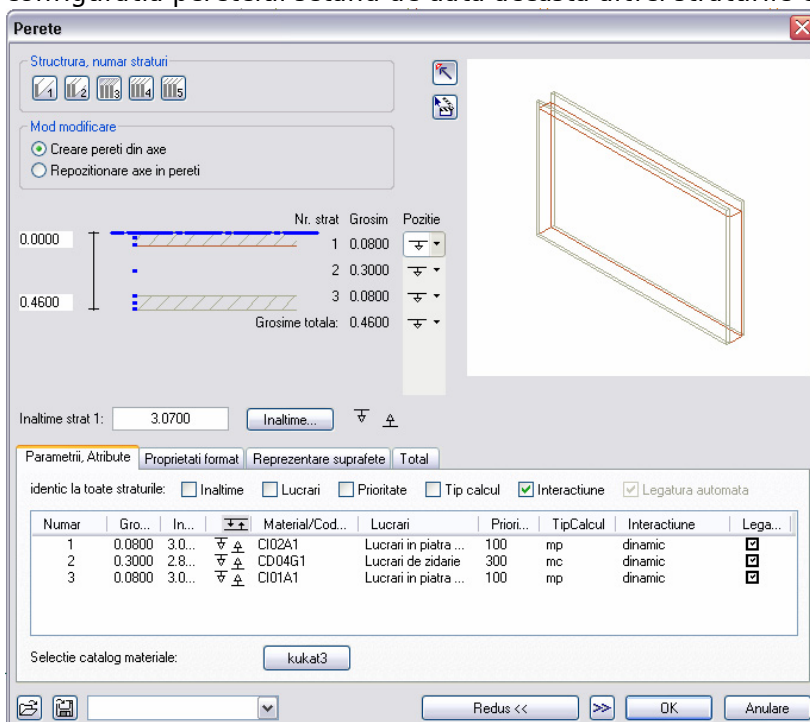 Perete
Structura, numar straturi
1 2 3 4 5
Mod modificare
Creare pereti din axe
Repozitionare axe in pereti
Nr. strat Grosim Pozitie
0.0000
1 0.0800
2 0.3000
0.4600
3 0.0800
Grosime totala: 0.4600
Inaltime strat 1: 3.0700 Inaltime...
Parametrii, Atribute Proprietati format Reprezentare suprafete Total
identic la toate straturile: Inaltime Lucrari Prioritate Tip calcul Interactiune Legatura automata
Numar Gro... In... Material/Cod... Lucrari Priori... TipCalcul Interactiune Lega...
1 0.0800 3.0... CI02A1 Lucrari in piatra ... 100 mp dinamic
2 0.3000 2.8... CD04G1 Lucrari de zidarie 300 mc dinamic
3 0.0800 3.0... CI01A1 Lucrari in piatra ... 100 mp dinamic
Selectie catalog materiale: kukat3
Redus << >> OK Anulare